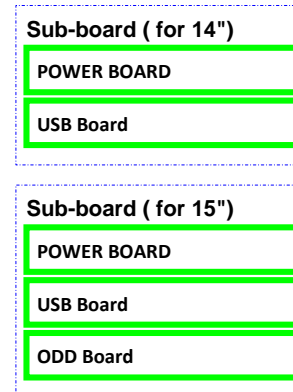 Sub-board ( for 14")
POWER BOARD
USB Board
Sub-board ( for 15")
POWER BOARD
USB Board
ODD Board